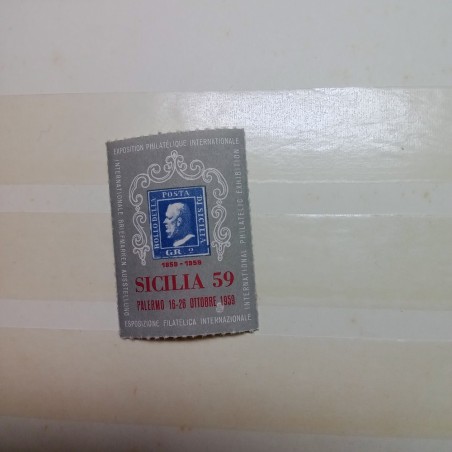 EXPOSITION PHILATÉLIQUE INTERNATIONALE
INTERNATIONALE BRIEFMARKEN AUSSTELLUNG
INTERNATIONAL PHILATELIC EXHIBITION
BOLLO DELLA
POSTA
DI SICILIA
GR. 2
1859 • 1959
SICILIA 59
PALERMO 16-26 OTTOBRE 1959
ESPOSIZIONE FILATELICA INTERNAZIONALE